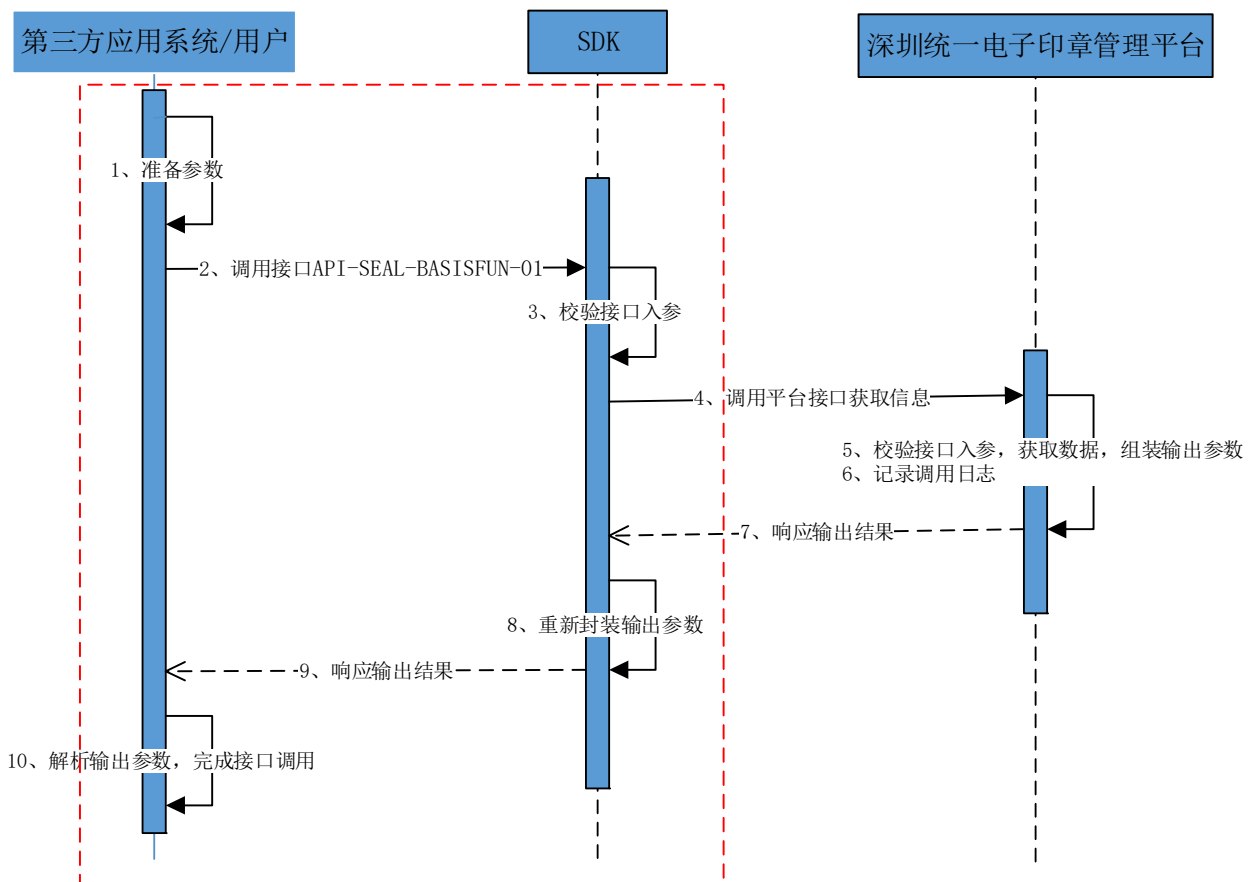 第三方应用系统/用户
SDK
深圳统一电子印章管理平台
1、准备参数
2、调用接口API-SEAL-BASISFUN-01
3、校验接口入参
4、调用平台接口获取信息
5、校验接口入参，获取数据，组装输出参数
6、记录调用日志
7、响应输出结果
8、重新封装输出参数
9、响应输出结果
10、解析输出参数，完成接口调用